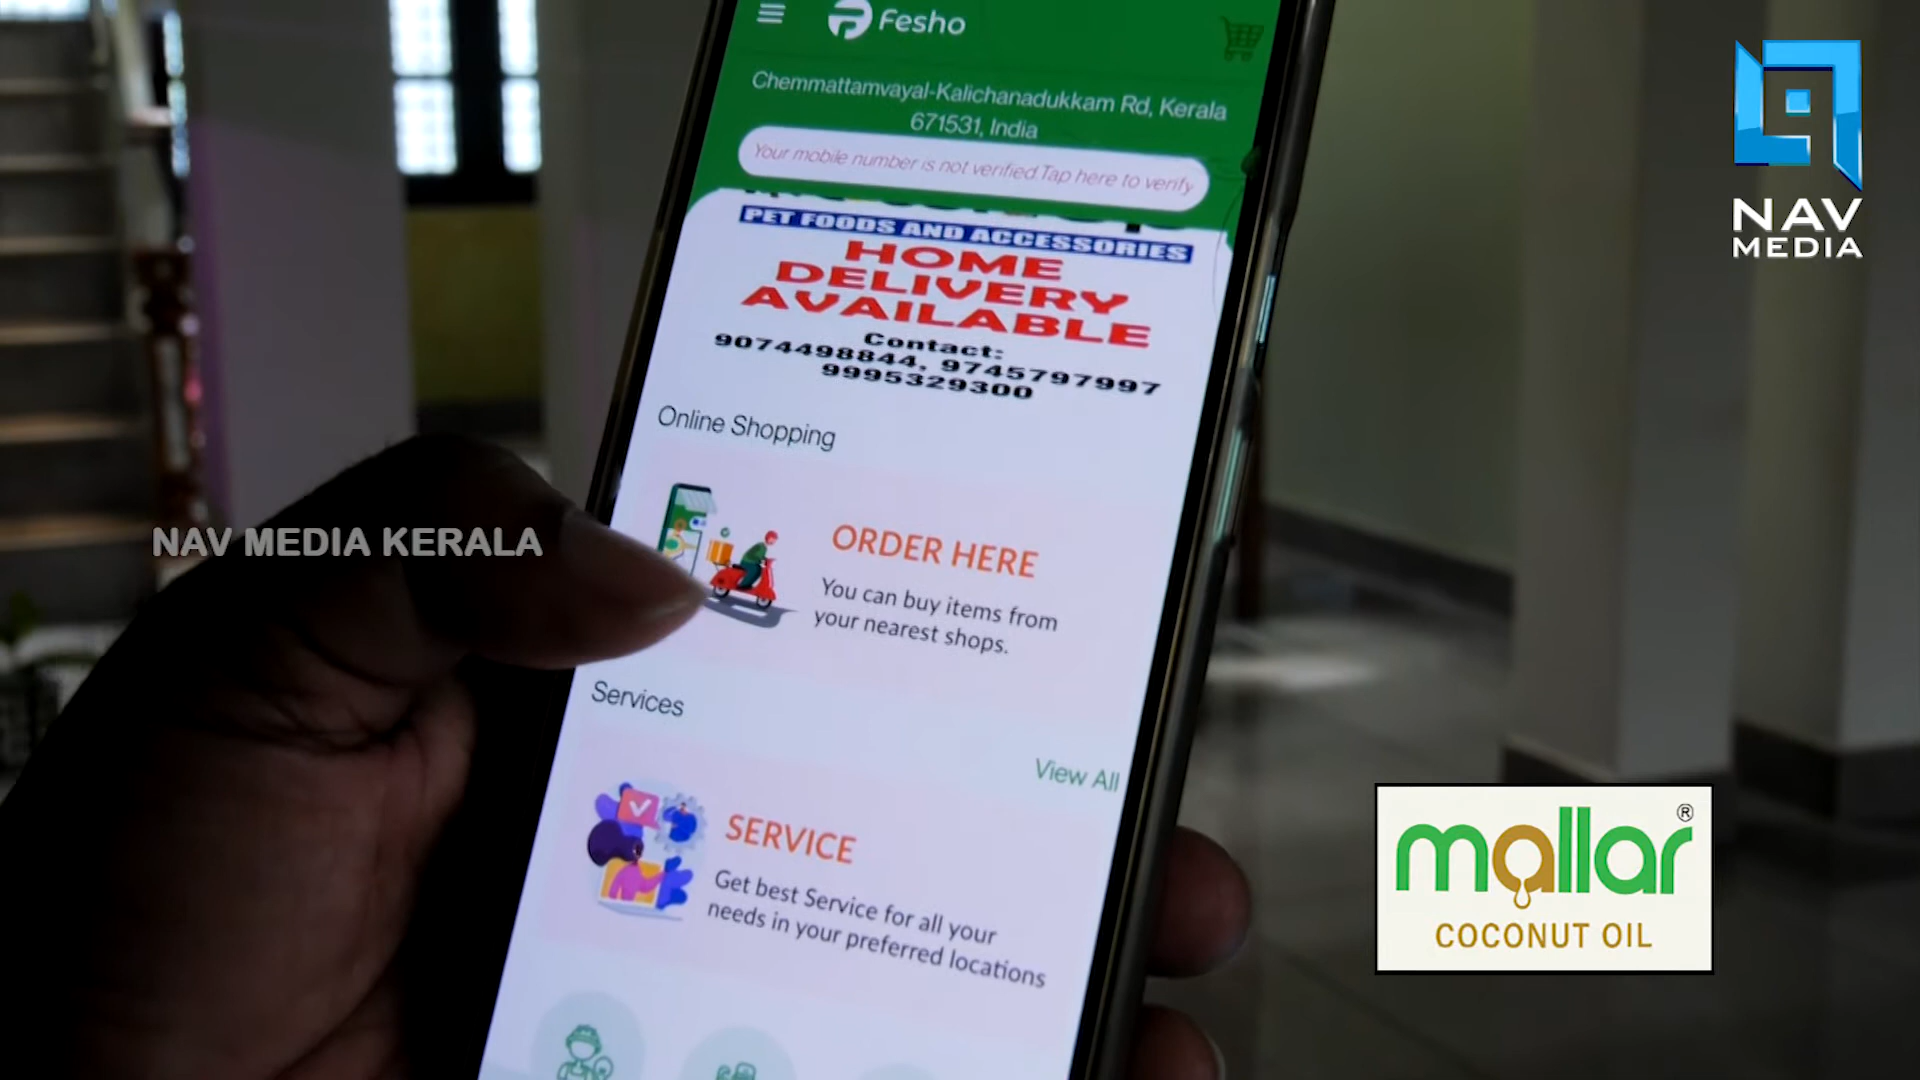 Fesho
Chemmattamvayal-Kalichanadukkam Rd, Kerala
671531, India
Your mobile number is not verified.Tap here to verify
PET FOODS AND ACCESSORIES
HOME
DELIVERY
AVAILABLE
Contact:
9074498844, 9745797997
9995329300
Online Shopping
ORDER HERE
You can buy items from
your nearest shops.
Services
View All
SERVICE
Get best Service for all your
needs in your preferred locations
NAV MEDIA KERALA
NAV
MEDIA
mallar®
COCONUT OIL